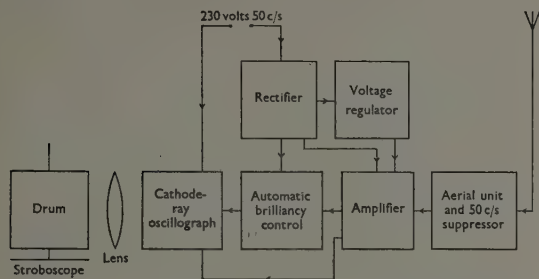 230 volts 50 c/s
Rectifier
Voltage
regulator
Drum
Lens
Stroboscope
Cathode-
ray
oscillograph
Automatic
brilliancy
control
Amplifier
Aerial unit
and 50 c/s
suppressor